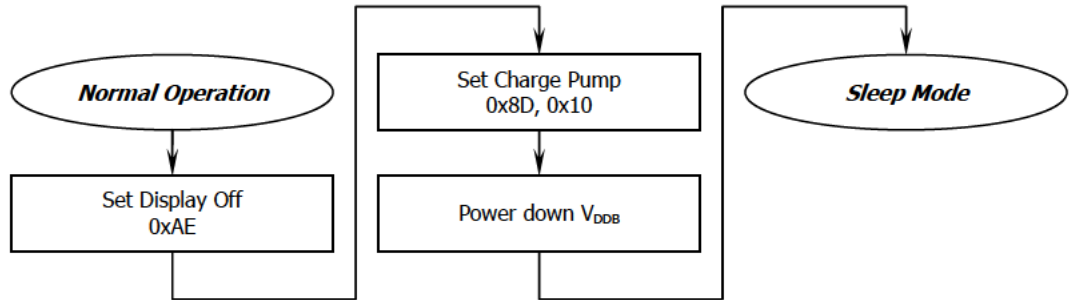 Normal Operation
Set Display Off
0xAE
Set Charge Pump
0x8D, 0x10
Power down VDDB
Sleep Mode